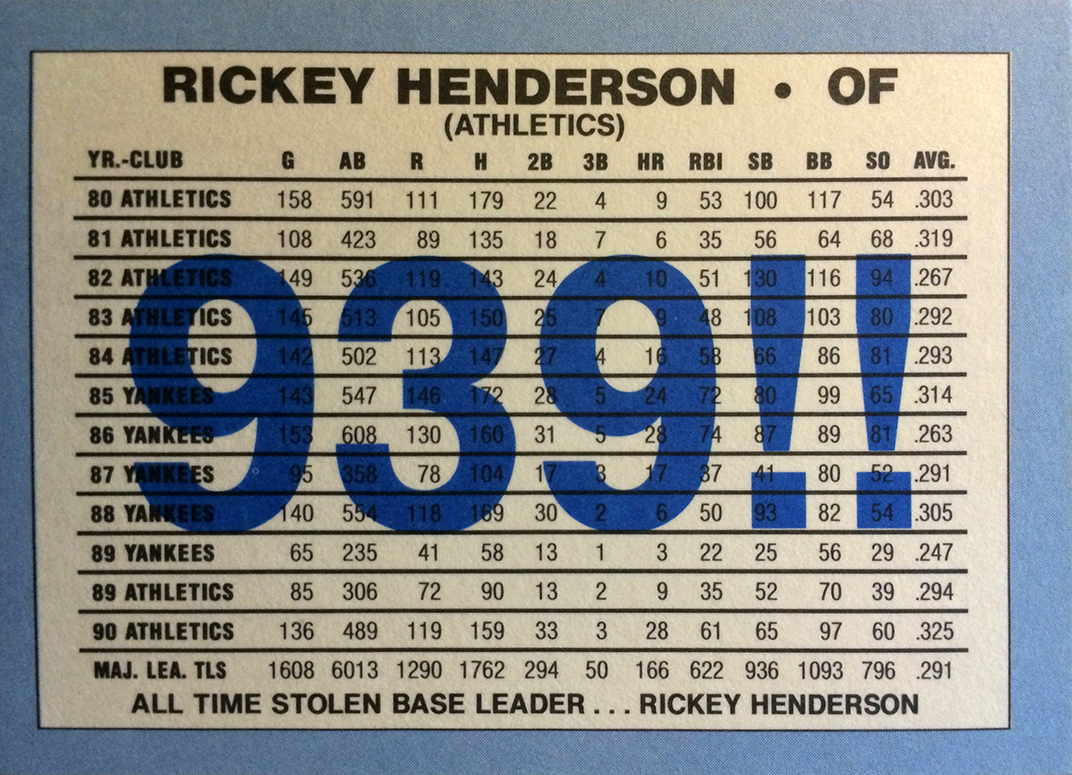 RICKEY HENDERSON • OF
(ATHLETICS)
YR.-CLUB G AB R H 2B 3B HR RBI SB BB SO AVG.
80 ATHLETICS 158 591 111 179 22 4 9 53 100 117 54 .303
81 ATHLETICS 108 423 89 135 18 7 6 35 56 64 68 .319
82 ATHLETICS 149 536 119 143 24 4 10 51 130 116 94 .267
83 ATHLETICS 145 513 105 150 25 7 9 48 108 103 80 .292
84 ATHLETICS 142 502 113 147 27 4 16 58 66 86 81 .293
85 YANKEES 143 547 146 172 28 5 24 72 80 99 65 .314
86 YANKEES 153 608 130 160 31 5 28 74 87 89 81 .263
87 YANKEES 95 358 78 104 17 3 17 37 41 80 52 .291
88 YANKEES 140 554 118 169 30 2 6 50 93 82 54 .305
89 YANKEES 65 235 41 58 13 1 3 22 25 56 29 .247
89 ATHLETICS 85 306 72 90 13 2 9 35 52 70 39 .294
90 ATHLETICS 136 489 119 159 33 3 28 61 65 97 60 .325
MAJ. LEA. TLS 1608 6013 1290 1762 294 50 166 622 936 1093 796 .291
939!!
ALL TIME STOLEN BASE LEADER . . . RICKEY HENDERSON